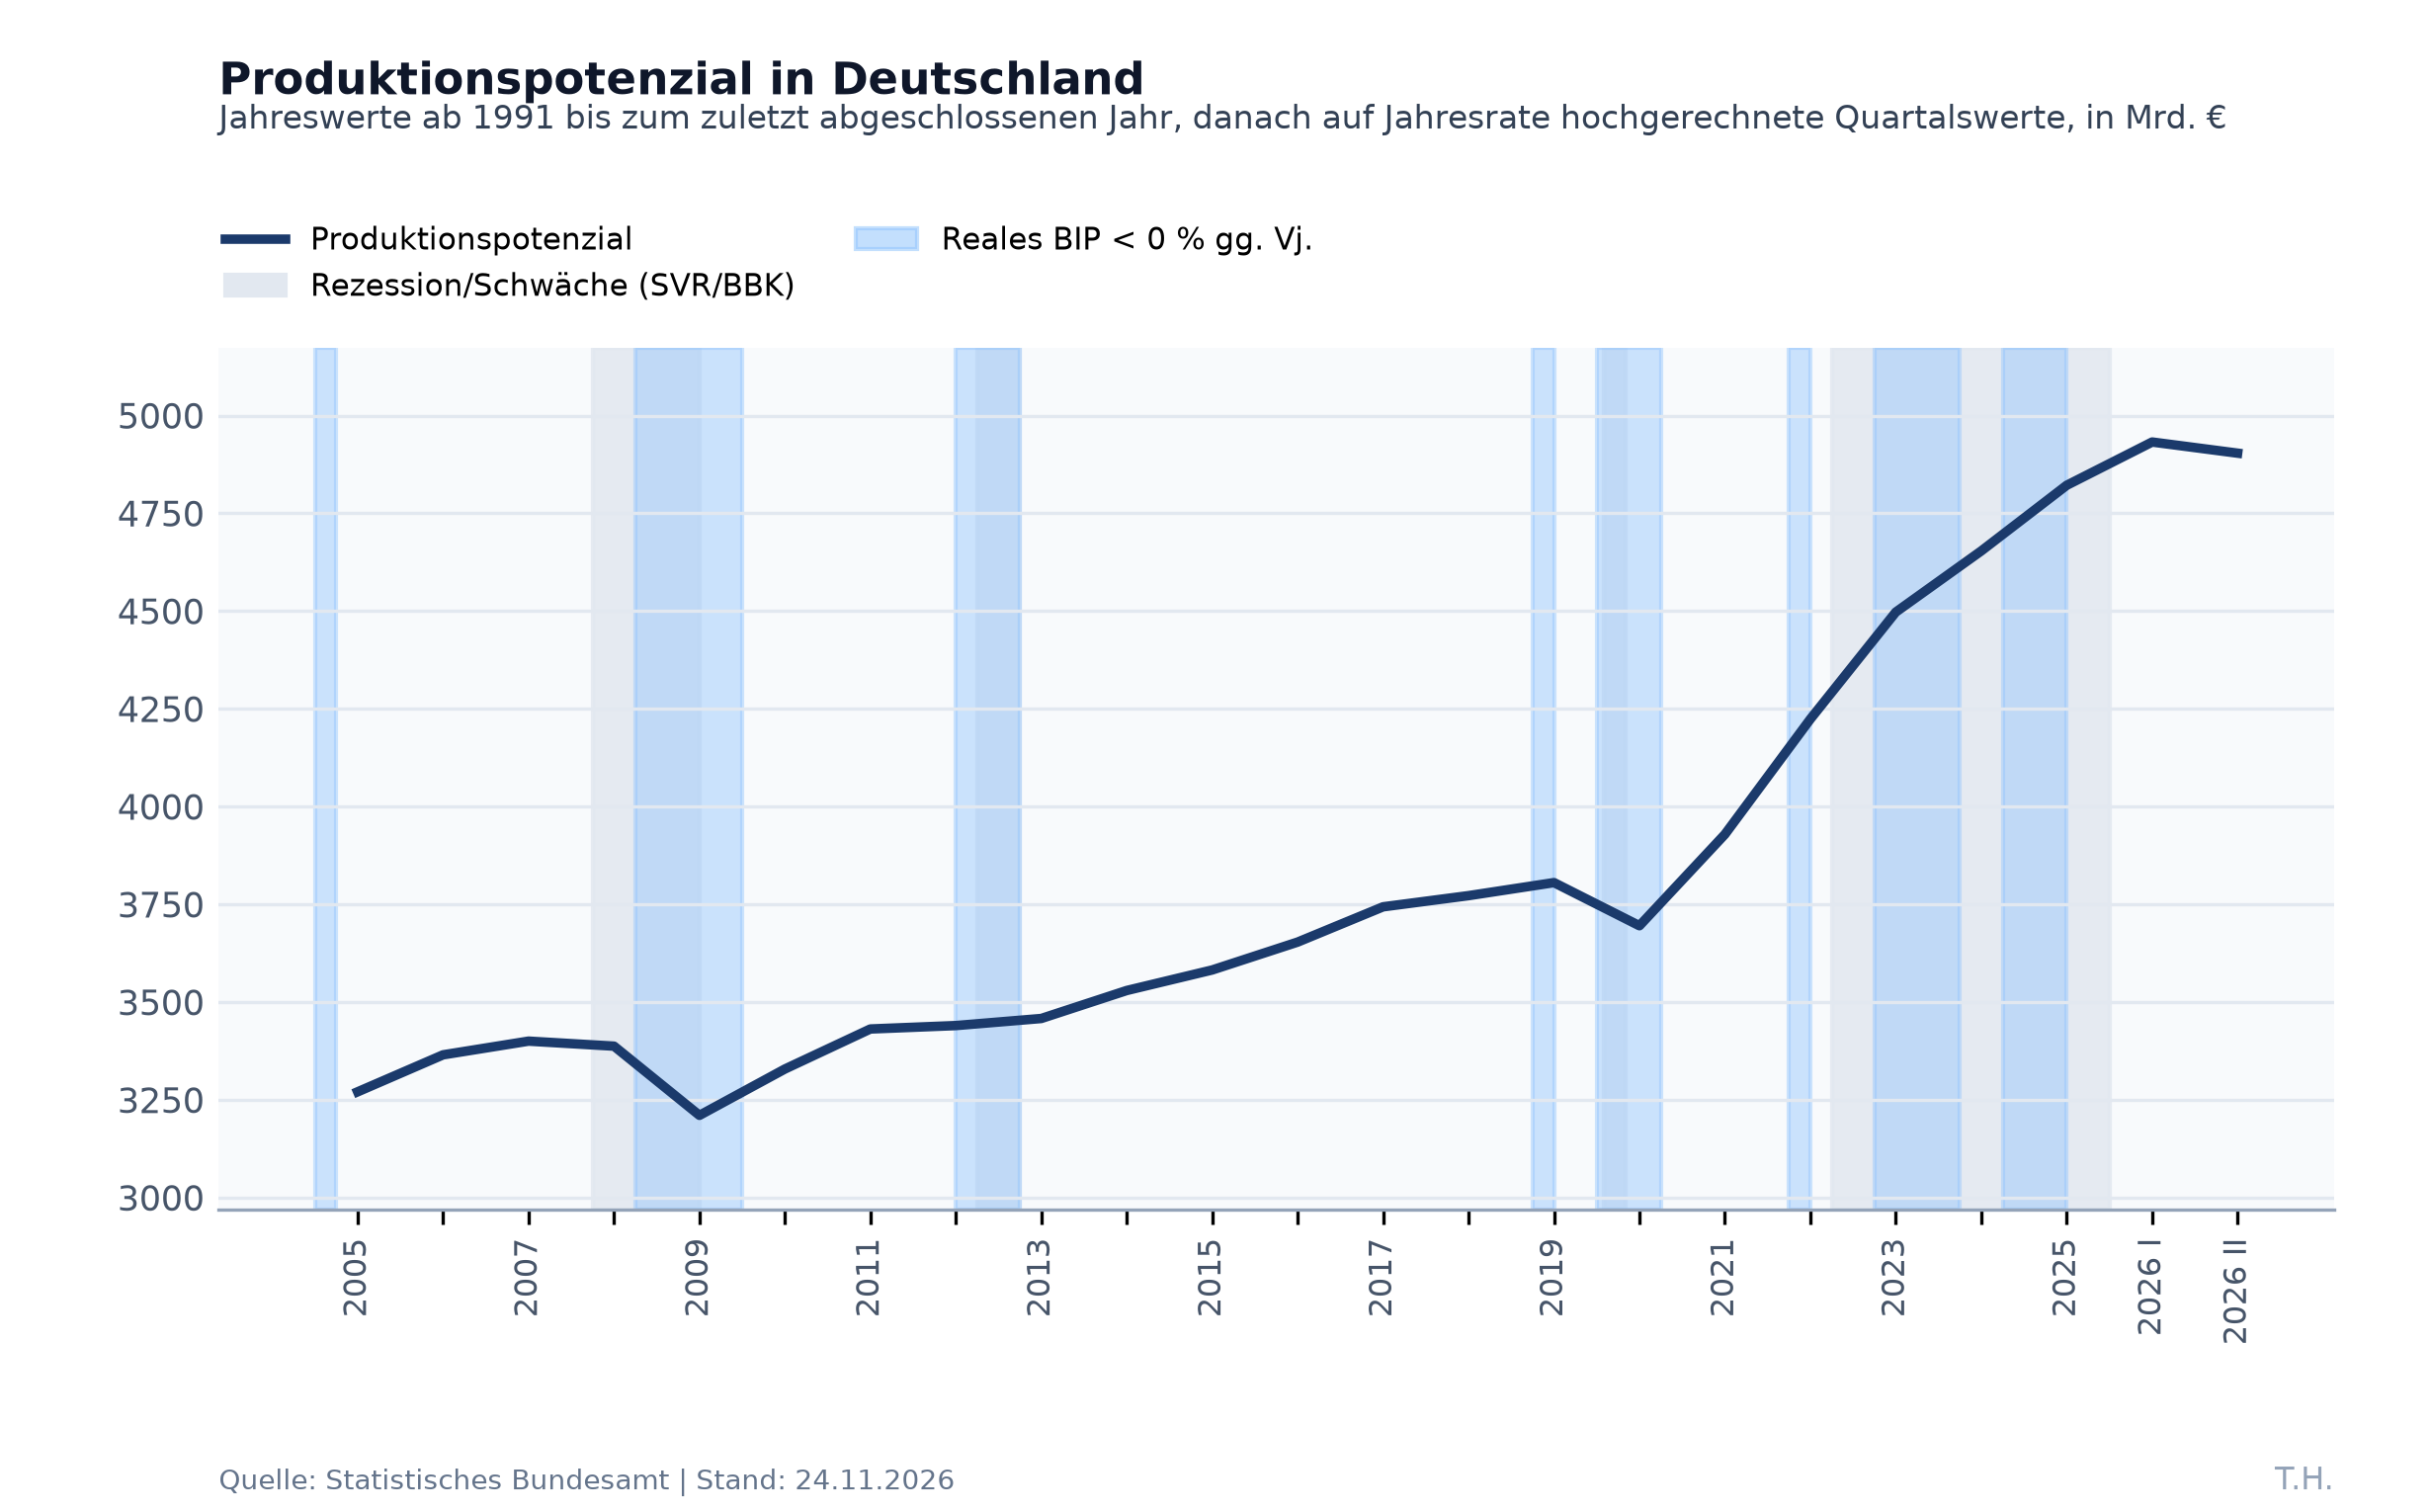 Produktionspotenzial in Deutschland
Jahreswerte ab 1991 bis zum zuletzt abgeschlossenen Jahr, danach auf Jahresrate hochgerechnete Quartalswerte, in Mrd. €
Produktionspotenzial
Reales BIP < 0 % gg. Vj.
Rezession/Schwäche (SVR/BBK)
5000
4750
4500
4250
4000
3750
3500
3250
3000
2005
2007
2009
2011
2013
2015
2017
2019
2021
2023
2025
2026 I
2026 II
Quelle: Statistisches Bundesamt | Stand: 24.11.2026
T.H.